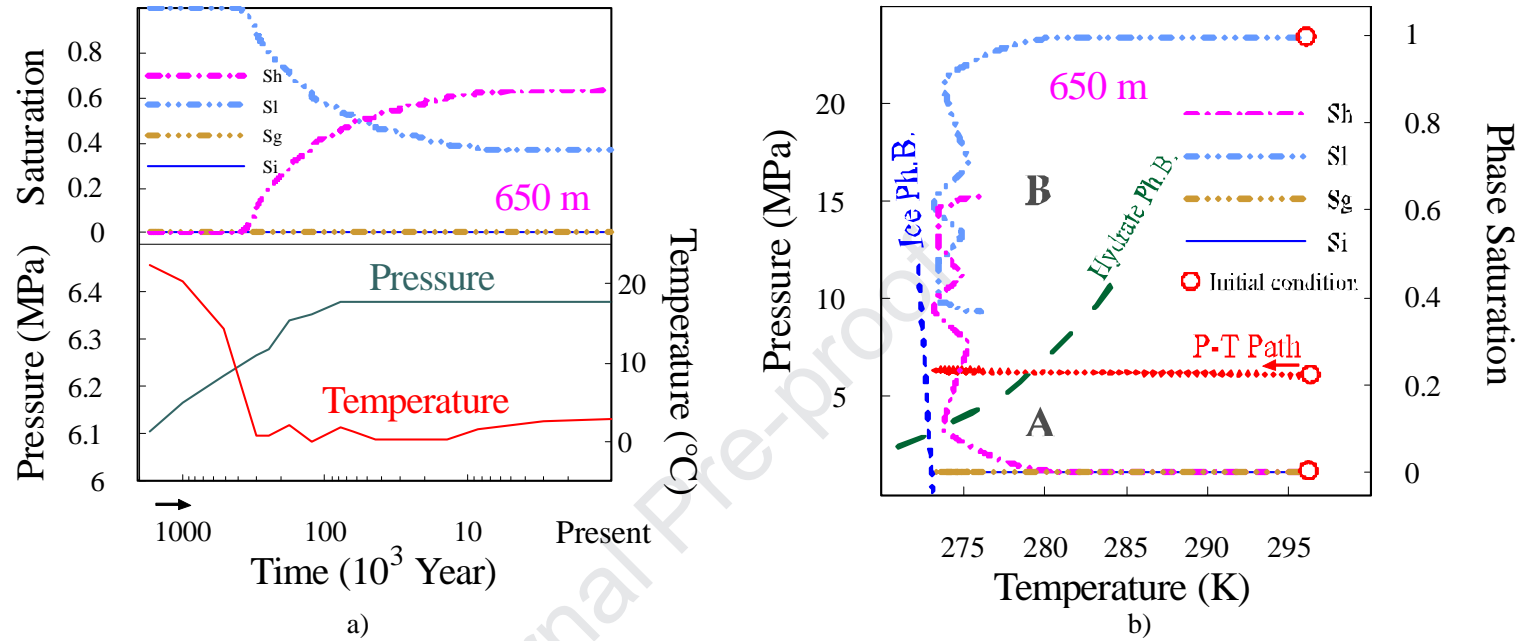 Saturation
0.8
0.6
0.4
0.2
0
Sh
Sl
Sg
Si
650 m
Pressure (MPa)
6.4
6.3
6.2
6.1
6
Pressure
Temperature
20
10
0
Temperature (°C)
1000
100
10
Present
Time (10³ Year)
a)
Pressure (MPa)
20
15
10
5
650 m
Ice Ph.B.
B
Hydrate Ph.B.
A
Sh
Sl
Sg
Si
Initial condition
P-T Path
1
0.8
0.6
0.4
0.2
0
Phase Saturation
275
280
285
290
295
Temperature (K)
b)
rnal Pre-proof